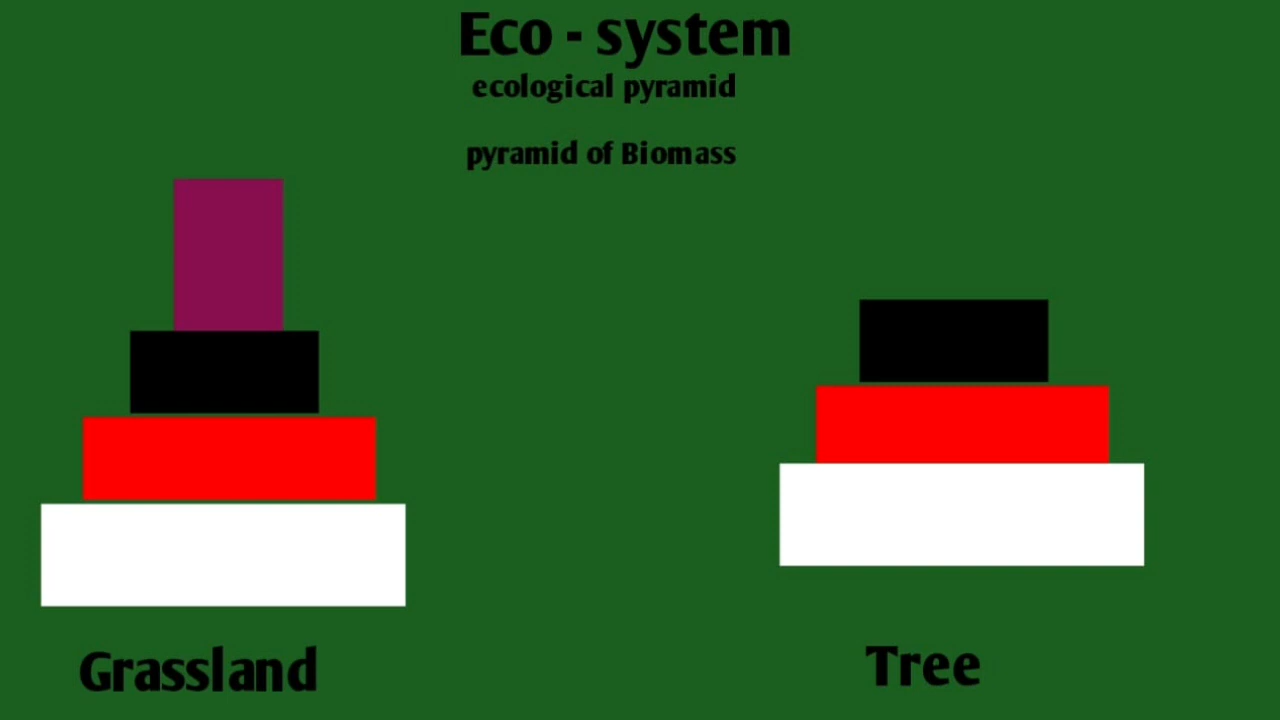 Eco - system
ecological pyramid
pyramid of Biomass
Grassland
Tree